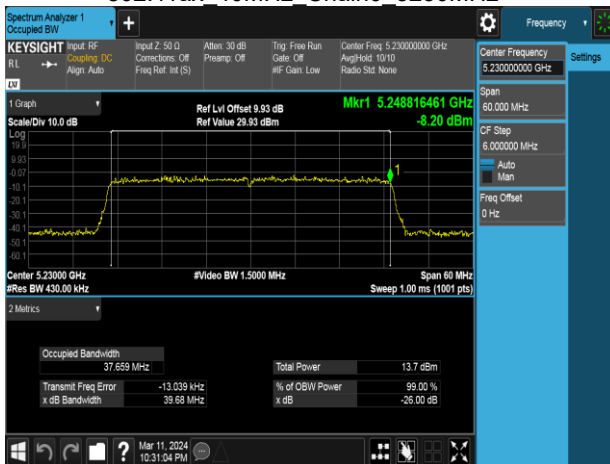 802.11ax_40MHz_Chain0_5230MHz
Spectrum Analyzer 1
Occupied BW
Frequency
KEYSIGHT
RL
LXI
Input: RF
Coupling: DC
Align: Auto
Input Z: 50 Ω
Corrections: Off
Freq Ref: Int (S)
Atten: 30 dB
Preamp: Off
Trig: Free Run
Gate: Off
#IF Gain: Low
Center Freq: 5.230000000 GHz
Avg|Hold: 10/10
Radio Std: None
Center Frequency
5.230000000 GHz
Settings
Span
60.000 MHz
CF Step
6.000000 MHz
Auto
Man
Freq Offset
0 Hz
1 Graph
Scale/Div 10.0 dB
Ref Lvl Offset 9.93 dB
Ref Value 29.93 dBm
Mkr1 5.248816461 GHz
-8.20 dBm
Log
19.9
9.93
-0.07
-10.1
-20.1
-30.1
-40.1
-50.1
-60.1
1
Center 5.23000 GHz
#Res BW 430.00 kHz
#Video BW 1.5000 MHz
Span 60 MHz
Sweep 1.00 ms (1001 pts)
2 Metrics
Occupied Bandwidth
37.659 MHz
Total Power 13.7 dBm
Transmit Freq Error -13.039 kHz
% of OBW Power 99.00 %
x dB Bandwidth 39.68 MHz
x dB -26.00 dB
?
Mar 11, 2024
10:31:04 PM